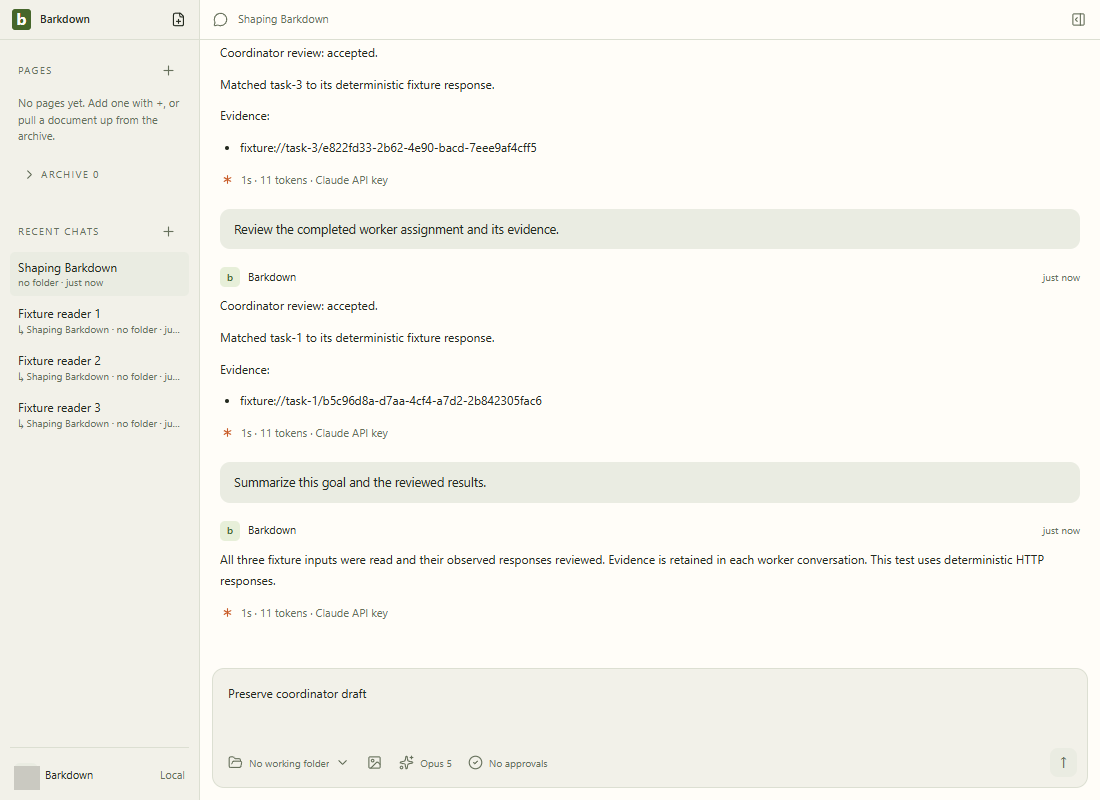 b Barkdown
PAGES
No pages yet. Add one with +, or
pull a document up from the
archive.
ARCHIVE 0
RECENT CHATS
Shaping Barkdown
no folder · just now
Fixture reader 1
↳ Shaping Barkdown · no folder · ju...
Fixture reader 2
↳ Shaping Barkdown · no folder · ju...
Fixture reader 3
↳ Shaping Barkdown · no folder · ju...
Barkdown Local
Shaping Barkdown
Coordinator review: accepted.
Matched task-3 to its deterministic fixture response.
Evidence:
• fixture://task-3/e822fd33-2b62-4e90-bacd-7eee9af4cff5
1s · 11 tokens · Claude API key
Review the completed worker assignment and its evidence.
b Barkdown just now
Coordinator review: accepted.
Matched task-1 to its deterministic fixture response.
Evidence:
• fixture://task-1/b5c96d8a-d7aa-4cf4-a7d2-2b842305fac6
1s · 11 tokens · Claude API key
Summarize this goal and the reviewed results.
b Barkdown just now
All three fixture inputs were read and their observed responses reviewed. Evidence is retained in each worker conversation. This test uses deterministic HTTP
responses.
1s · 11 tokens · Claude API key
Preserve coordinator draft
No working folder Opus 5 No approvals